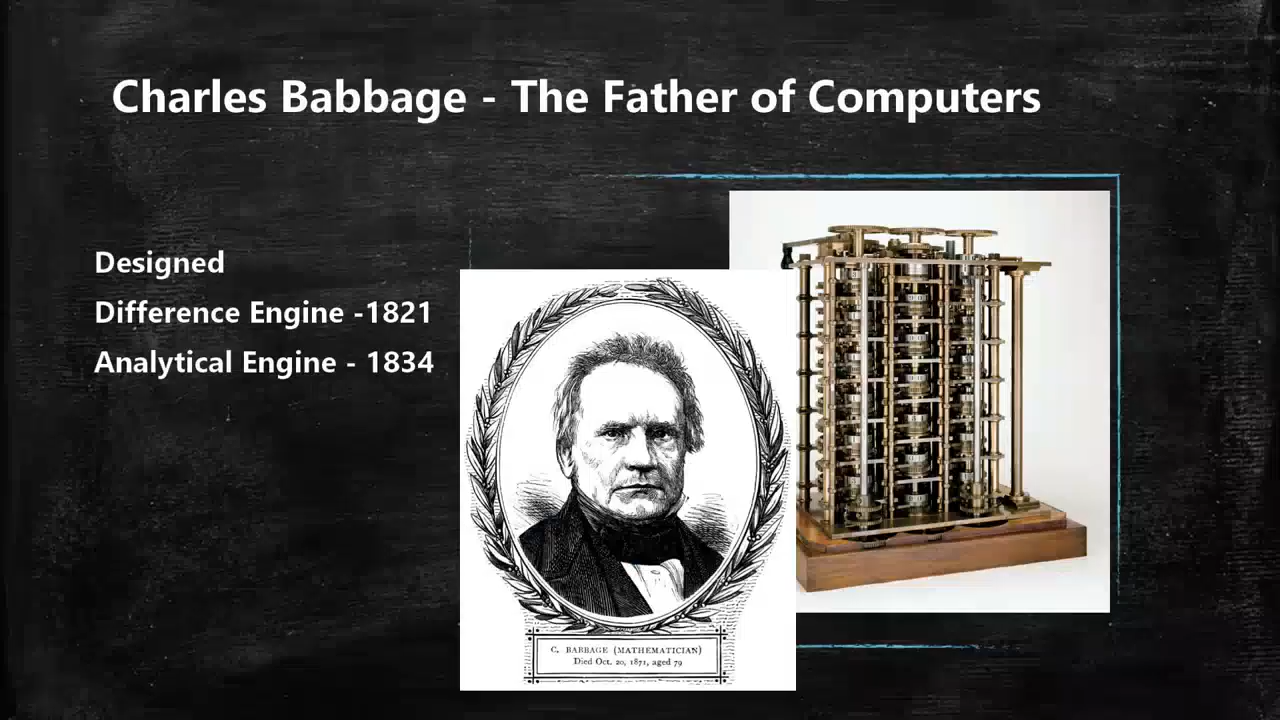 Charles Babbage - The Father of Computers
Designed
Difference Engine -1821
Analytical Engine - 1834
C. BABBAGE (MATHEMATICIAN)
Died Oct. 20, 1871, aged 79